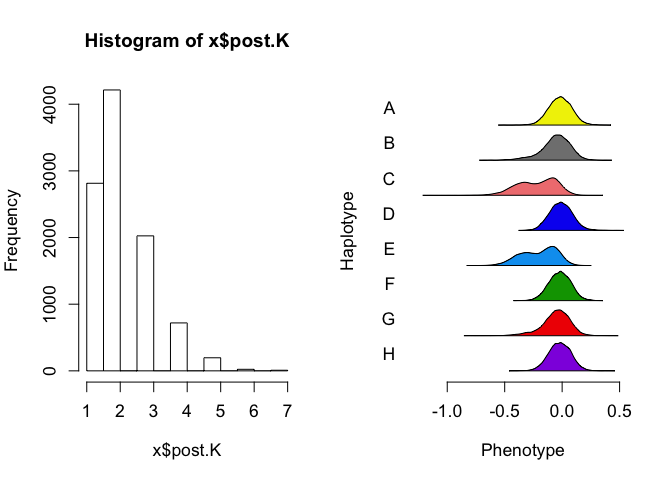 Histogram of x$post.K
Frequency
0
1000
2000
3000
4000
1 2 3 4 5 6 7
x$post.K
Haplotype
A
B
C
D
E
F
G
H
-1.0 -0.5 0.0 0.5
Phenotype